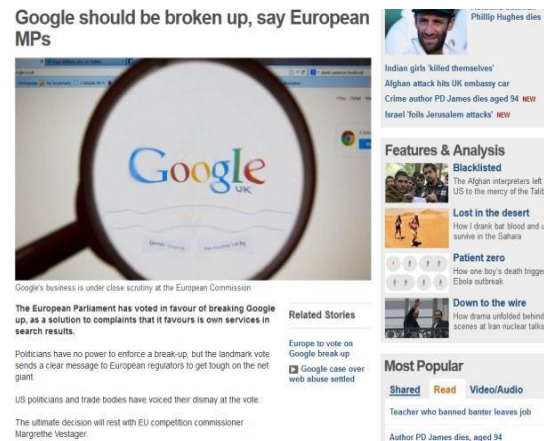 Google should be broken up, say European
MPs
Google
UK
Google's business is under close scrutiny at the European Commission
The European Parliament has voted in favour of breaking Google
up, as a solution to complaints that it favours is own services in
search results.
Politicians have no power to enforce a break-up, but the landmark vote
sends a clear message to European regulators to get tough on the net
giant.
US politicians and trade bodies have voiced their dismay at the vote.
The ultimate decision will rest with EU competition commissioner
Margrethe Vestager.
Related Stories
Europe to vote on
Google break-up
Google case over
web abuse settled
Phillip Hughes dies
Indian girls 'killed themselves'
Afghan attack hits UK embassy car
Crime author PD James dies aged 94 NEW
Israel 'foils Jerusalem attacks' NEW
Features & Analysis
Blacklisted
The Afghan interpreters left
US to the mercy of the Talib
Lost in the desert
How I drank bat blood and
survive in the Sahara
Patient zero
How one boy's death trigger
Ebola outbreak
Down to the wire
How drama unfolded behind
scenes at Iran nuclear talks
Most Popular
Shared Read Video/Audio
Teacher who banned banter leaves job
Author PD James dies, aged 94